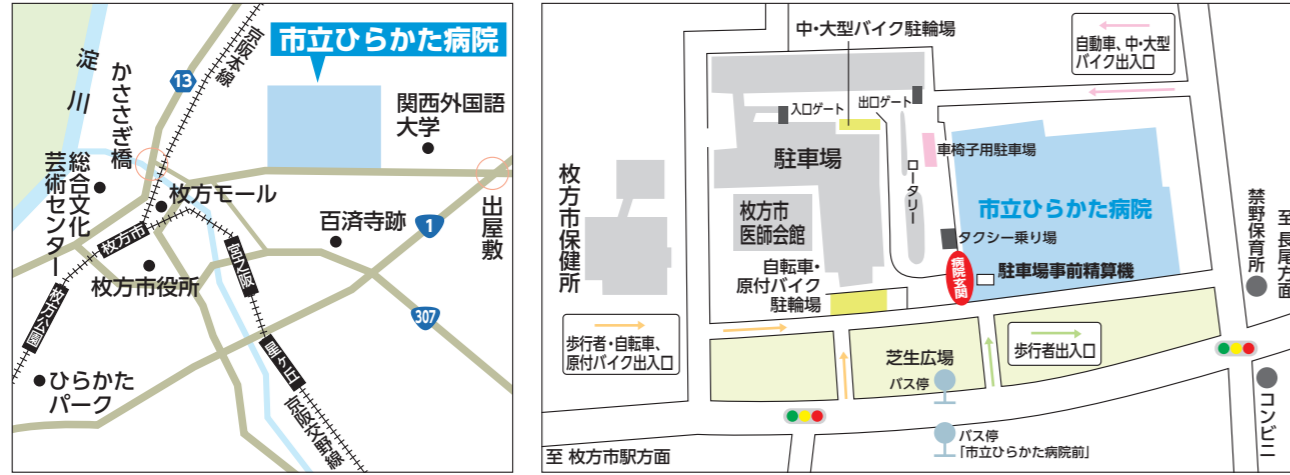 市立ひらかた病院
京阪本線
淀川
13
かささぎ橋
関西外国語
大学
総合文化
芸術センター
枚方モール
枚方市
百済寺跡
1
出屋敷
宮之阪
枚方市役所
枚方公園
307
星ヶ丘
ひらかた
パーク
京阪交野線
中・大型バイク駐輪場
自動車、中・大型
バイク出入口
入口ゲート
出口ゲート
駐車場
車椅子用駐車場
ロータリー
枚方市保健所
枚方市
医師会館
市立ひらかた病院
タクシー乗り場
駐車場事前精算機
病院玄関
自転車・
原付バイク
駐輪場
禁野保育所
至 長尾方面
歩行者・自転車、
原付バイク出入口
芝生広場
歩行者出入口
バス停
バス停
「市立ひらかた病院前」
コンビニ
至 枚方市駅方面